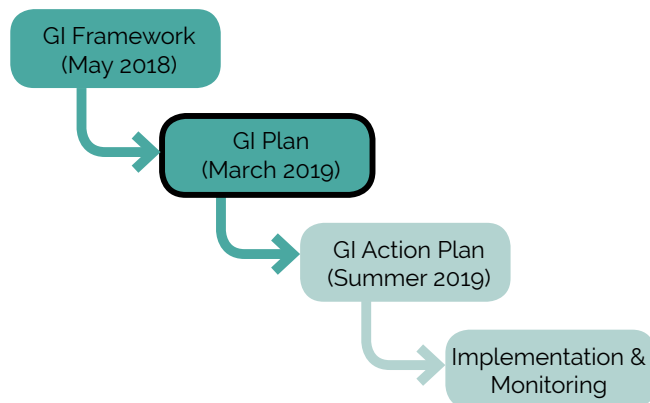 GI Framework
(May 2018)
GI Plan
(March 2019)
GI Action Plan
(Summer 2019)
Implementation &
Monitoring